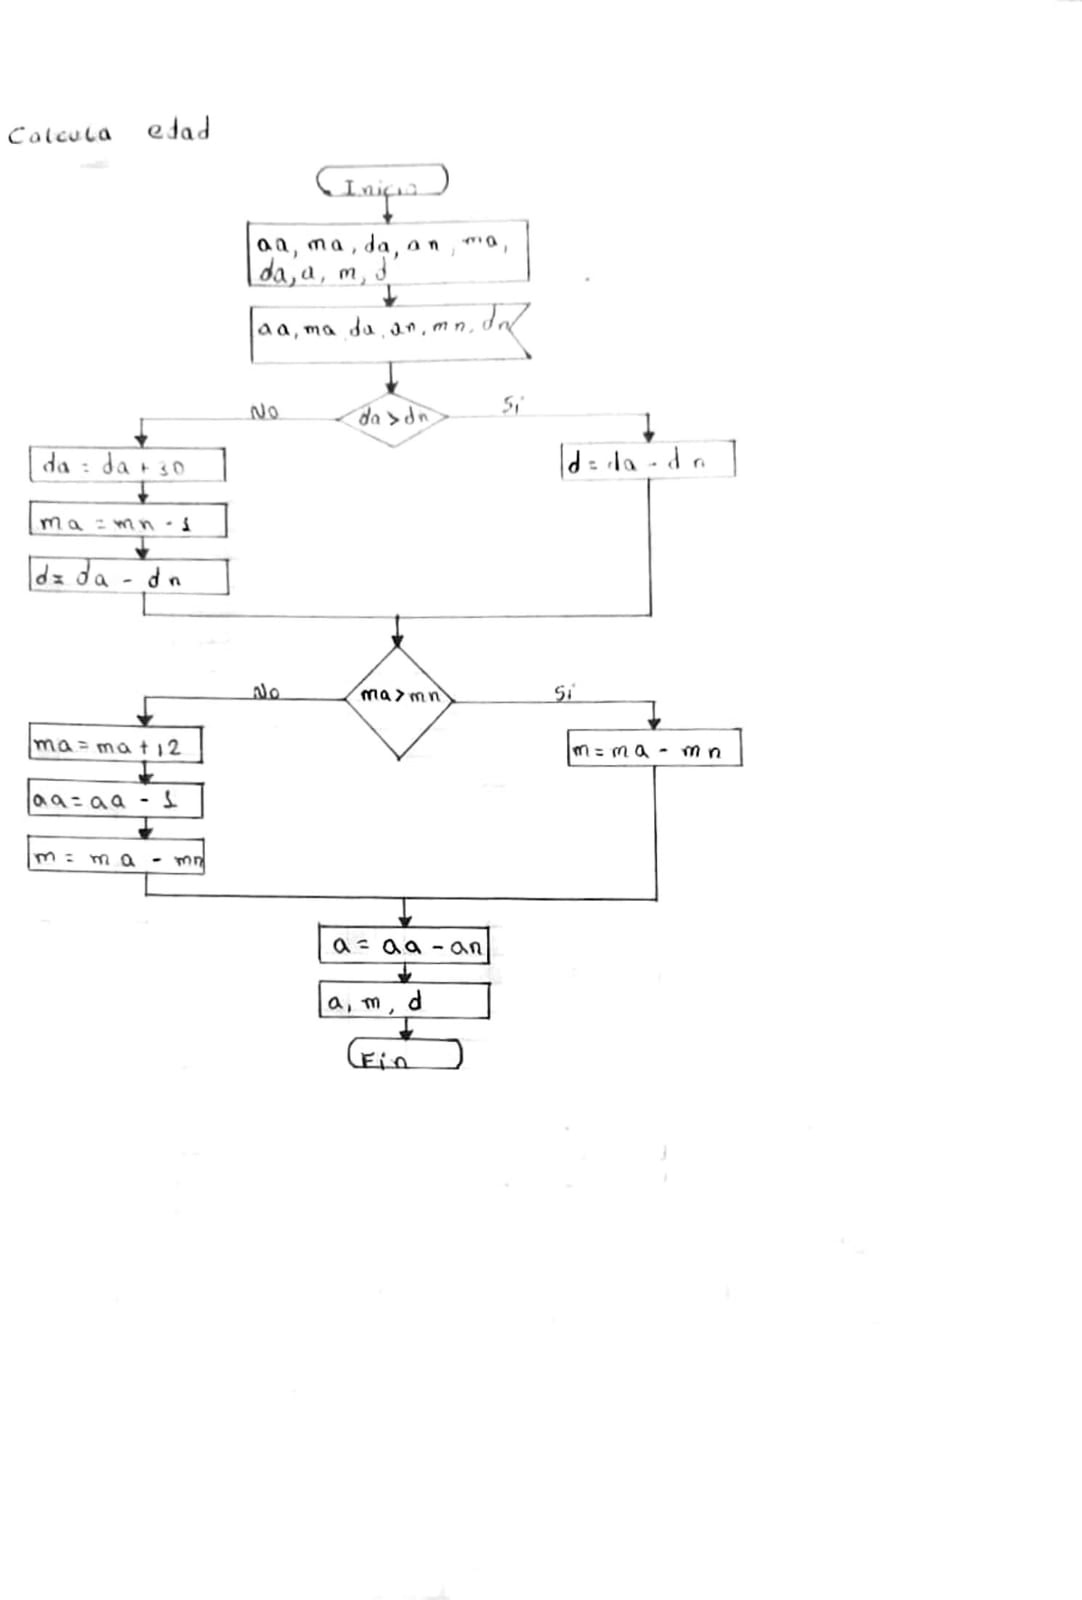 Calcula edad
Inicio
aa, ma, da, an, ma,
da, a, m, d
aa, ma, da, an, mn, dn
No
da > dn
Si
da = da + 30
d = da - dn
ma = mn - 1
d = da - dn
No
ma > mn
Si
ma = ma + 12
m = ma - mn
aa = aa - 1
m = ma - mn
a = aa - an
a, m, d
Fin